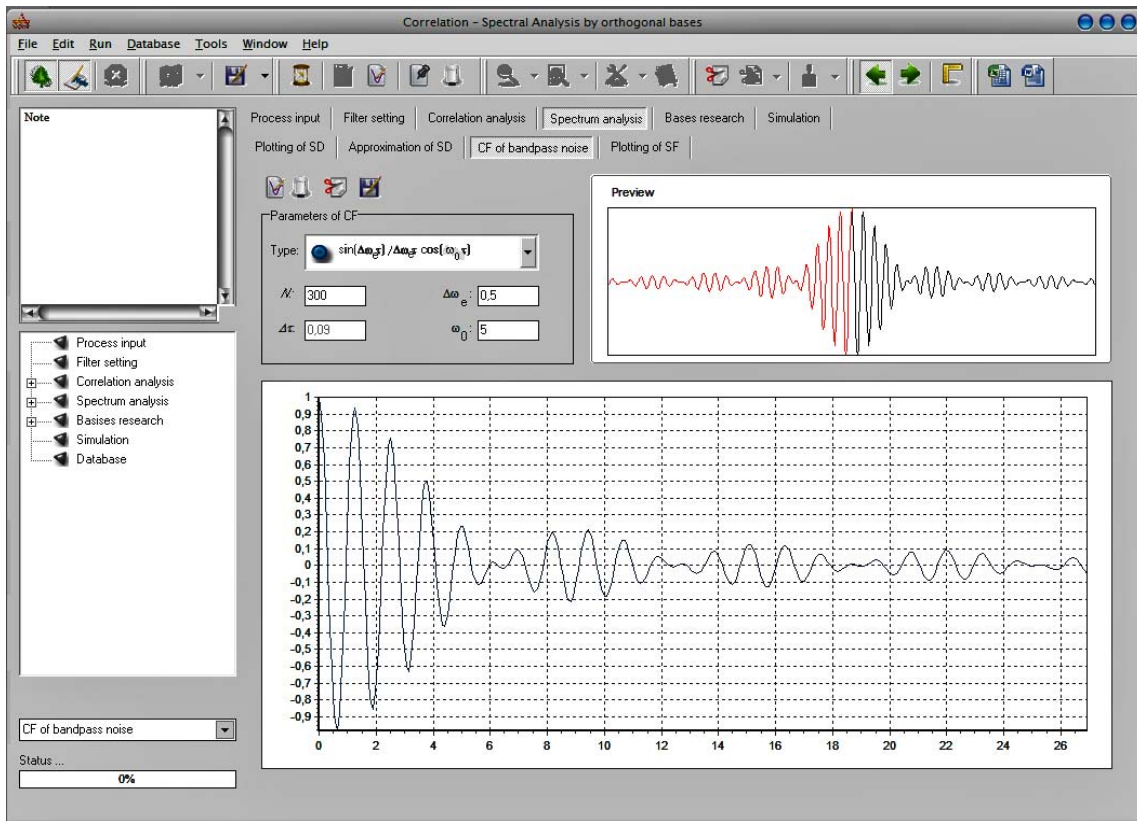 Correlation - Spectral Analysis by orthogonal bases
File Edit Run Database Tools Window Help
Note
Process input Filter setting Correlation analysis Spectrum analysis Bases research Simulation
Plotting of SD Approximation of SD CF of bandpass noise Plotting of SF
Parameters of CF
Type: sin(Δωeτ)/Δωeτ cos(ω0τ)
N: 300 Δωe: 0,5
Δτ: 0,09 ω0: 5
Preview
Process input
Filter setting
Correlation analysis
Spectrum analysis
Basises research
Simulation
Database
CF of bandpass noise
Status ...
0%
1
0,9
0,8
0,7
0,6
0,5
0,4
0,3
0,2
0,1
0
-0,1
-0,2
-0,3
-0,4
-0,5
-0,6
-0,7
-0,8
-0,9
0 2 4 6 8 10 12 14 16 18 20 22 24 26